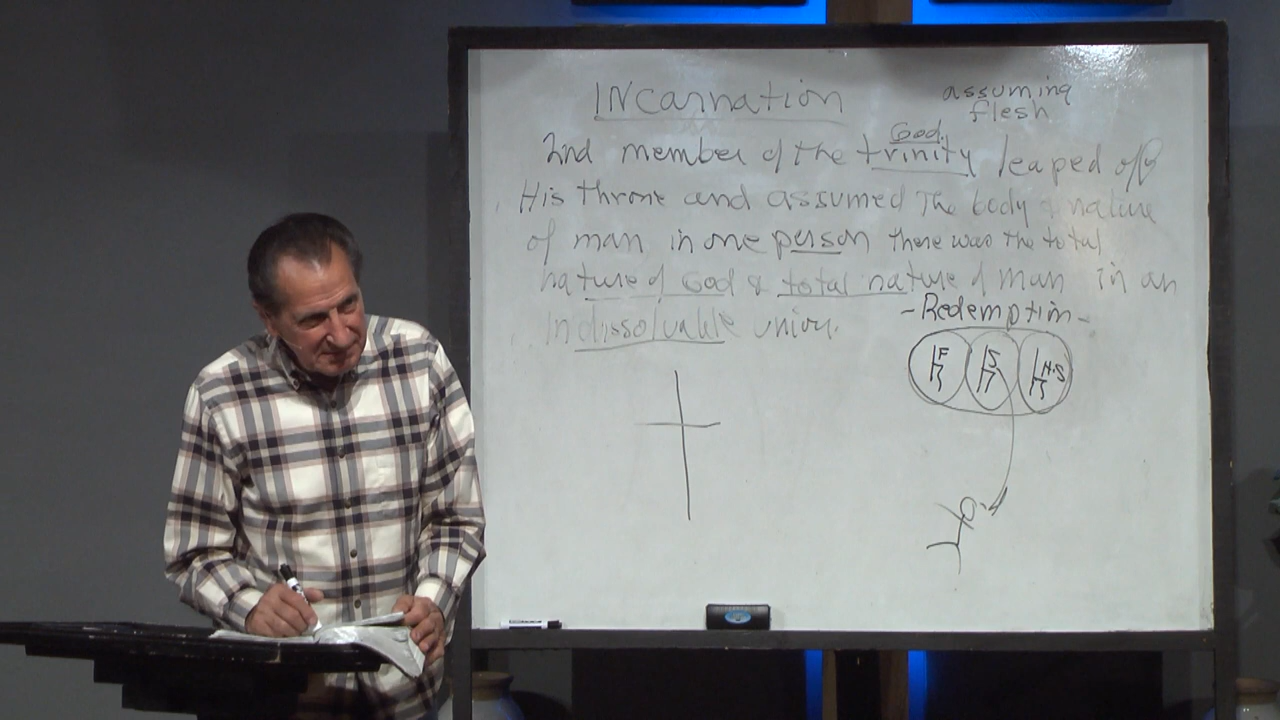 INcarnation
assuming
flesh
God.
2nd member of the trinity leaped off
His throne and assumed The body & nature
of man in one person there was the total
nature of God & total nature of man in an
indissoluable union.
-Redemption-
F S H.S